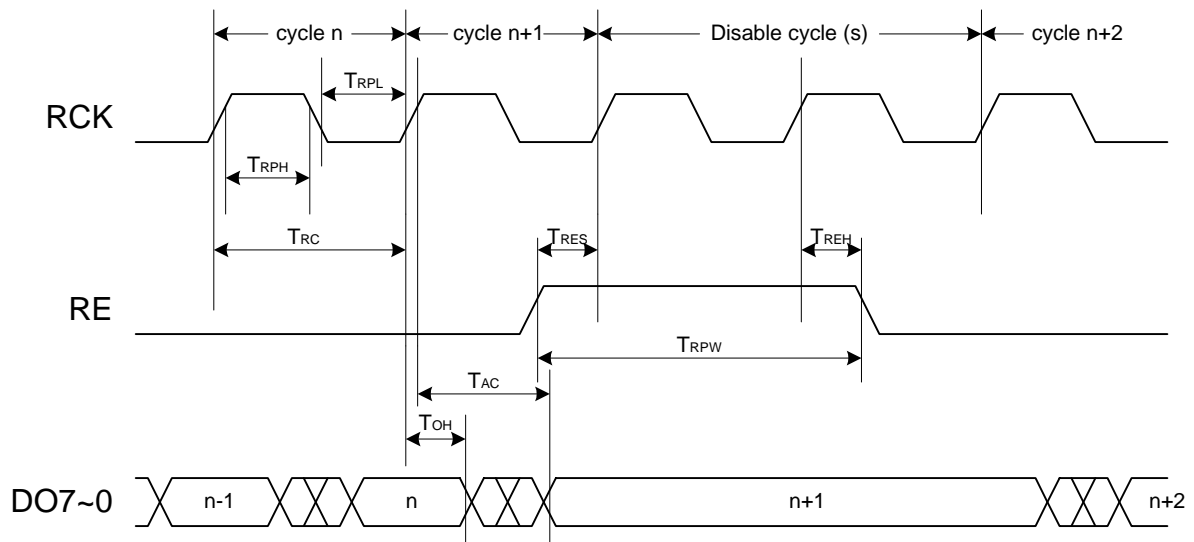 cycle n
cycle n+1
Disable cycle (s)
cycle n+2
TRPL
RCK
TRPH
TRC
TRES
TREH
RE
TRPW
TAC
TOH
DO7~0
n-1
n
n+1
n+2